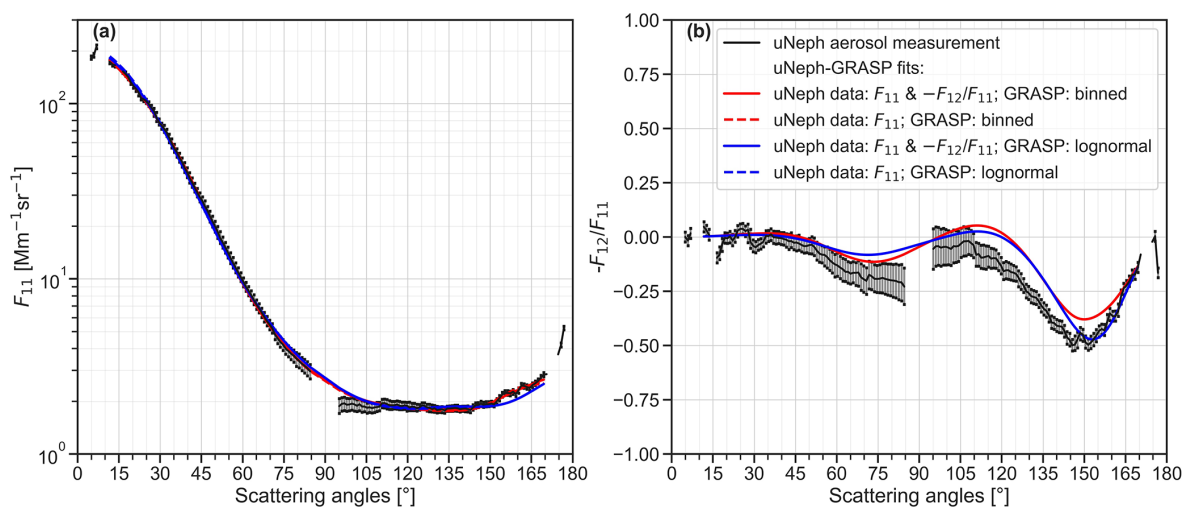 (a)
F₁₁ [Mm⁻¹sr⁻¹]
10²
10¹
10⁰
0 15 30 45 60 75 90 105 120 135 150 165 180
Scattering angles [°]
(b)
uNeph aerosol measurement
uNeph-GRASP fits:
uNeph data: F₁₁ & −F₁₂/F₁₁; GRASP: binned
uNeph data: F₁₁; GRASP: binned
uNeph data: F₁₁ & −F₁₂/F₁₁; GRASP: lognormal
uNeph data: F₁₁; GRASP: lognormal
-F₁₂/F₁₁
1.00
0.75
0.50
0.25
0.00
−0.25
−0.50
−0.75
−1.00
0 15 30 45 60 75 90 105 120 135 150 165 180
Scattering angles [°]